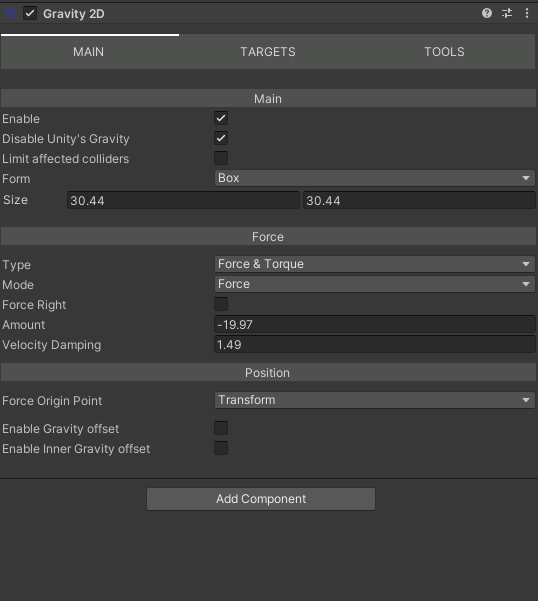 Gravity 2D
MAIN TARGETS TOOLS
Main
Enable
Disable Unity's Gravity
Limit affected colliders
Form Box
Size 30.44 30.44
Force
Type Force & Torque
Mode Force
Force Right
Amount -19.97
Velocity Damping 1.49
Position
Force Origin Point Transform
Enable Gravity offset
Enable Inner Gravity offset
Add Component